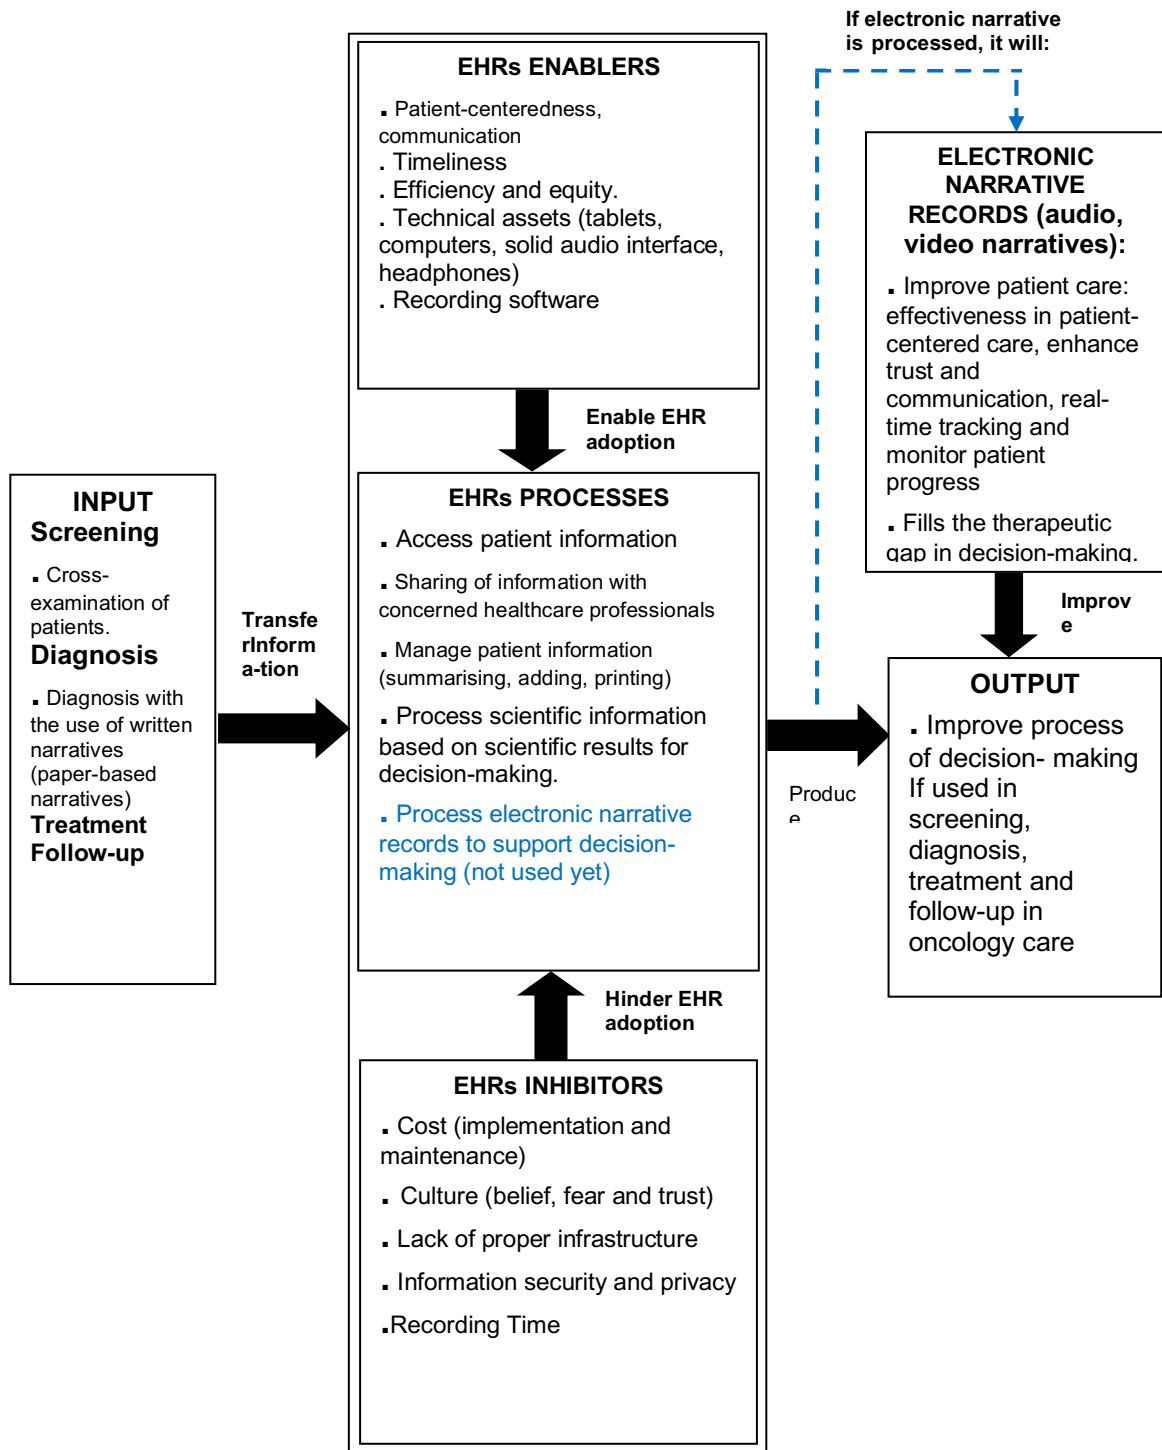 If electronic narrative
is processed, it will:
EHRs ENABLERS
. Patient-centeredness,
communication
. Timeliness
. Efficiency and equity.
. Technical assets (tablets,
computers, solid audio interface,
headphones)
. Recording software
ELECTRONIC
NARRATIVE
RECORDS (audio,
video narratives):
. Improve patient care:
effectiveness in patient-
centered care, enhance
trust and
communication, real-
time tracking and
monitor patient
progress
. Fills the therapeutic
gap in decision-making.
Enable EHR
adoption
INPUT
Screening
. Cross-
examination of
patients.
Diagnosis
. Diagnosis with
the use of written
narratives
(paper-based
narratives)
Treatment
Follow-up
Transfe
rInform
a-tion
EHRs PROCESSES
. Access patient information
. Sharing of information with
concerned healthcare professionals
. Manage patient information
(summarising, adding, printing)
. Process scientific information
based on scientific results for
decision-making.
. Process electronic narrative
records to support decision-
making (not used yet)
Produc
e
Improv
e
OUTPUT
. Improve process
of decision- making
If used in
screening,
diagnosis,
treatment and
follow-up in
oncology care
Hinder EHR
adoption
EHRs INHIBITORS
. Cost (implementation and
maintenance)
. Culture (belief, fear and trust)
. Lack of proper infrastructure
. Information security and privacy
.Recording Time